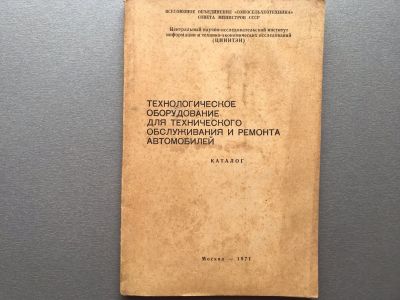 ВСЕСОЮЗНОЕ ОБЪЕДИНЕНИЕ «СОЮЗСЕЛЬХОЗТЕХНИКА»
СОВЕТА МИНИСТРОВ СССР
Центральный научно-исследовательский институт
информации и технико-экономических исследований
(ЦНИИТЭИ)
ТЕХНОЛОГИЧЕСКОЕ
ОБОРУДОВАНИЕ
ДЛЯ ТЕХНИЧЕСКОГО
ОБСЛУЖИВАНИЯ И РЕМОНТА
АВТОМОБИЛЕЙ
КАТАЛОГ
Москва — 1971